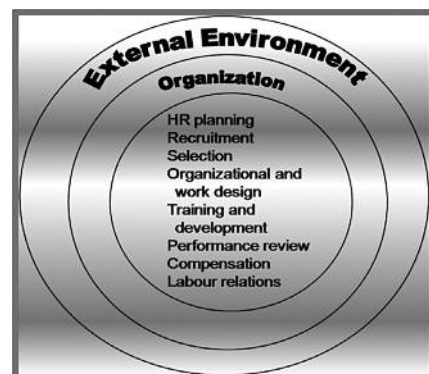 External Environment
Organization
HR planning
Recruitment
Selection
Organizational and
work design
Training and
development
Performance review
Compensation
Labour relations